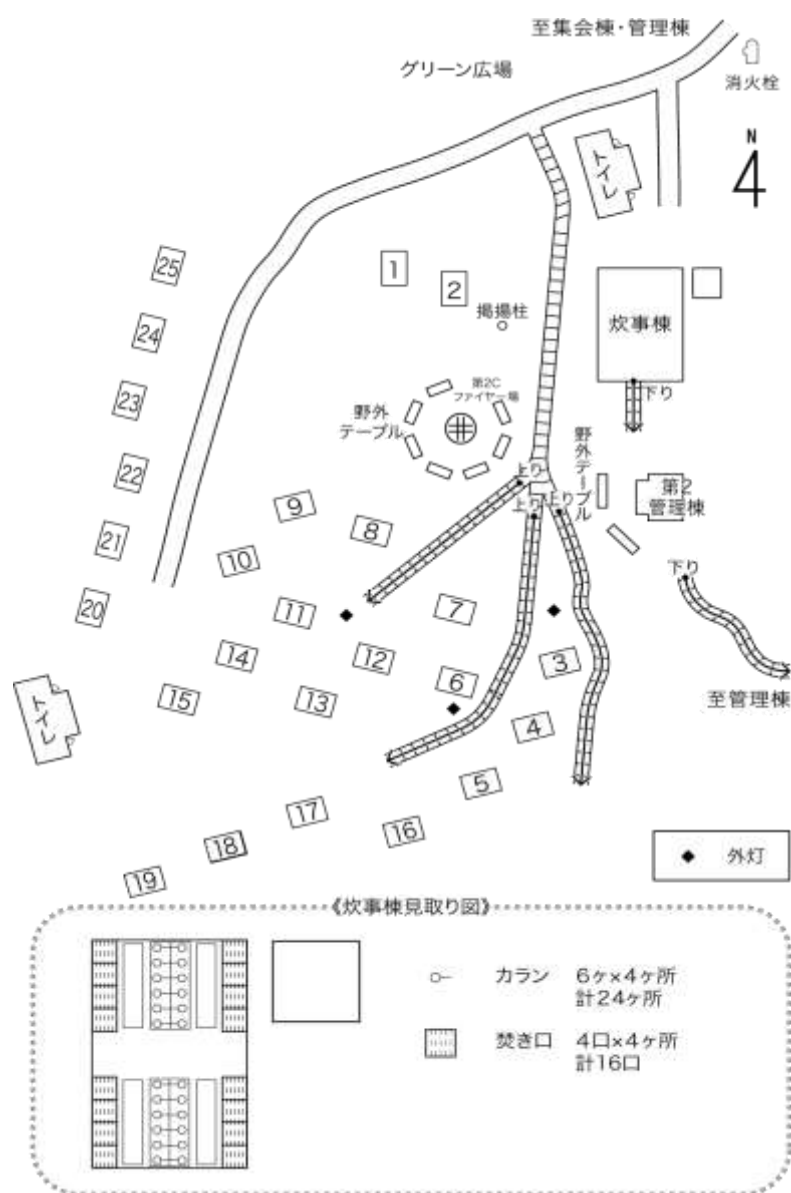 至集会棟・管理棟
グリーン広場
消火栓
N
トイレ
25
1
2
掲揚柱
24
炊事棟
下り
23
第2C
ファイヤー場
野外
テーブル
野外テーブル
22
上り
上り
上り
第2
管理棟
9
8
21
10
下り
20
11
7
12
3
14
6
15
13
至管理棟
トイレ
4
5
17
16
18
外灯
19
《炊事棟見取り図》
カラン 6ヶ×4ヶ所
計24ヶ所
焚き口 4口×4ヶ所
計16口